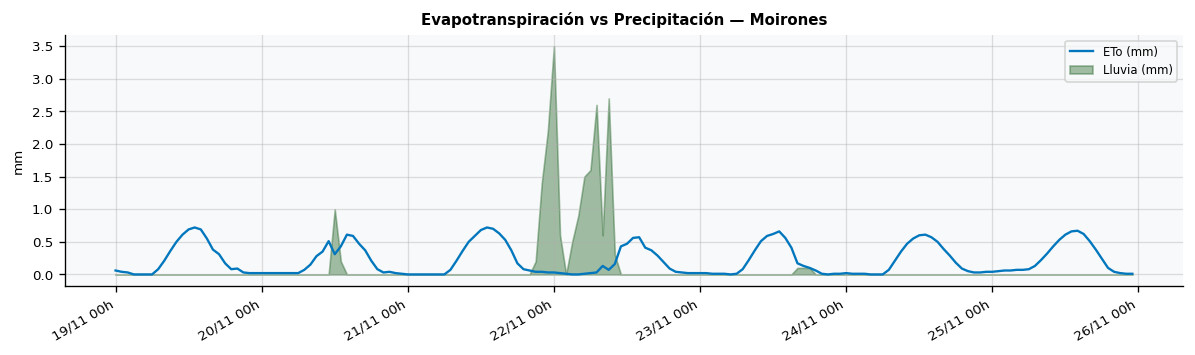 Evapotranspiración vs Precipitación — Moirones
ETo (mm)
Lluvia (mm)
mm
3.5
3.0
2.5
2.0
1.5
1.0
0.5
0.0
19/11 00h
20/11 00h
21/11 00h
22/11 00h
23/11 00h
24/11 00h
25/11 00h
26/11 00h